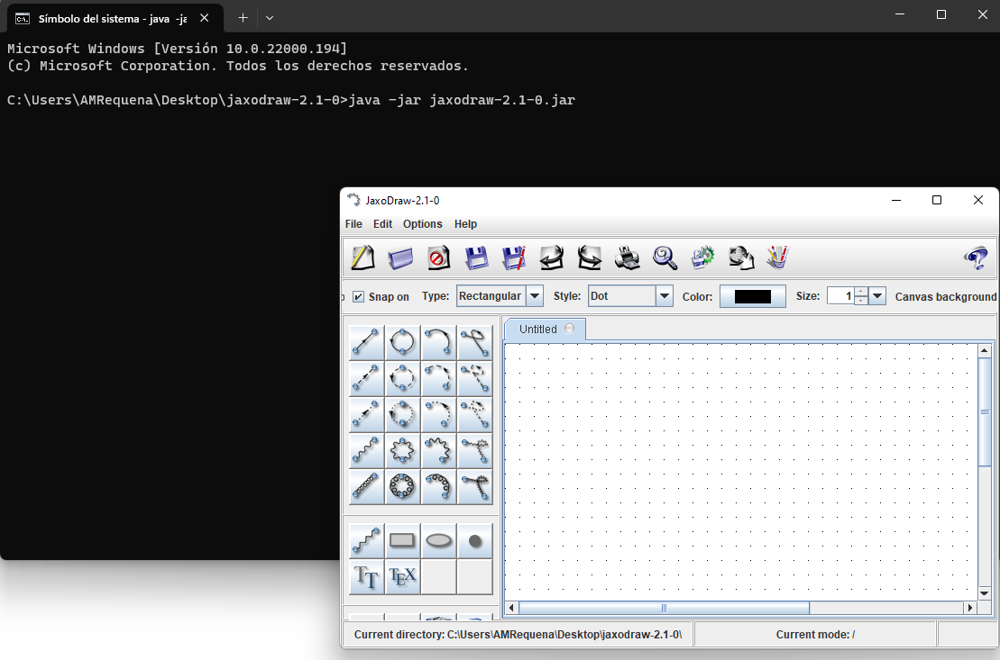 Símbolo del sistema - java -ja
Microsoft Windows [Versión 10.0.22000.194]
(c) Microsoft Corporation. Todos los derechos reservados.
C:\Users\AMRequena\Desktop\jaxodraw-2.1-0>java -jar jaxodraw-2.1-0.jar
JaxoDraw-2.1-0
File Edit Options Help
Snap on Type: Rectangular Style: Dot Color: Size: 1 Canvas background
Untitled
TT TEX
Current directory: C:\Users\AMRequena\Desktop\jaxodraw-2.1-0\ Current mode: /